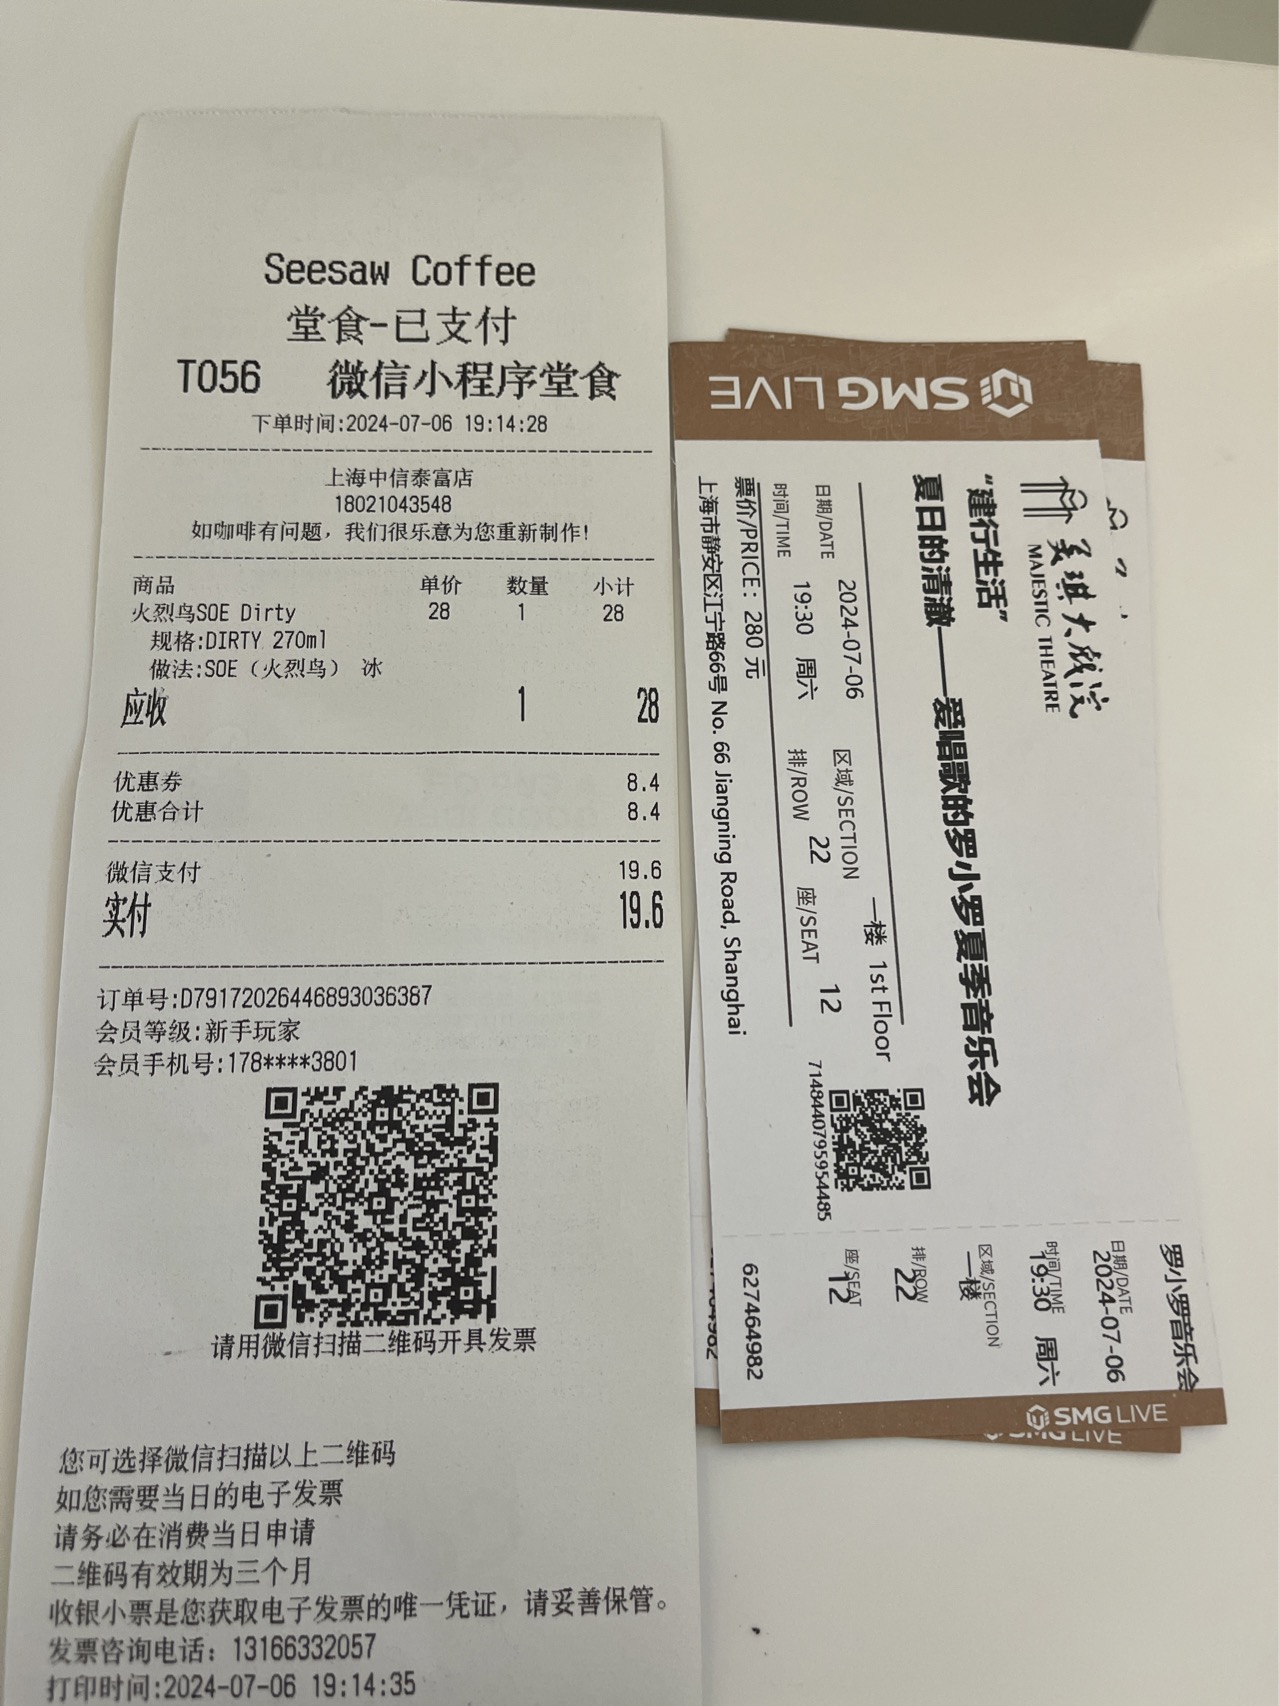 Seesaw Coffee
堂食-已支付
T056 微信小程序堂食
下单时间:2024-07-06 19:14:28
上海中信泰富店
18021043548
如咖啡有问题，我们很乐意为您重新制作!
商品 单价 数量 小计
火烈鸟SOE Dirty 28 1 28
规格:DIRTY 270ml
做法:SOE（火烈鸟） 冰
应收 1 28
优惠券 8.4
优惠合计 8.4
微信支付 19.6
实付 19.6
订单号:D79172026446893036387
会员等级:新手玩家
会员手机号:178****3801
请用微信扫描二维码开具发票
您可选择微信扫描以上二维码
如您需要当日的电子发票
请务必在消费当日申请
二维码有效期为三个月
收银小票是您获取电子发票的唯一凭证，请妥善保管。
发票咨询电话：13166332057
打印时间:2024-07-06 19:14:35
SMG LIVE
美琪大戏院
MAJESTIC THEATRE
“建行生活”
夏日的清澈——爱唱歌的罗小罗夏季音乐会
日期/DATE 2024-07-06 区域/SECTION 一楼 1st Floor
时间/TIME 19:30 周六 排/ROW 22 座/SEAT 12
票价/PRICE：280 元
上海市静安区江宁路66号 No. 66 Jiangning Road, Shanghai
7148440795954485
罗小罗音乐会
日期/DATE
2024-07-06
时间/TIME
19:30 周六
区域/SECTION
一楼
排/ROW
22
座/SEAT
12
627464982
SMG LIVE
SMG LIVE